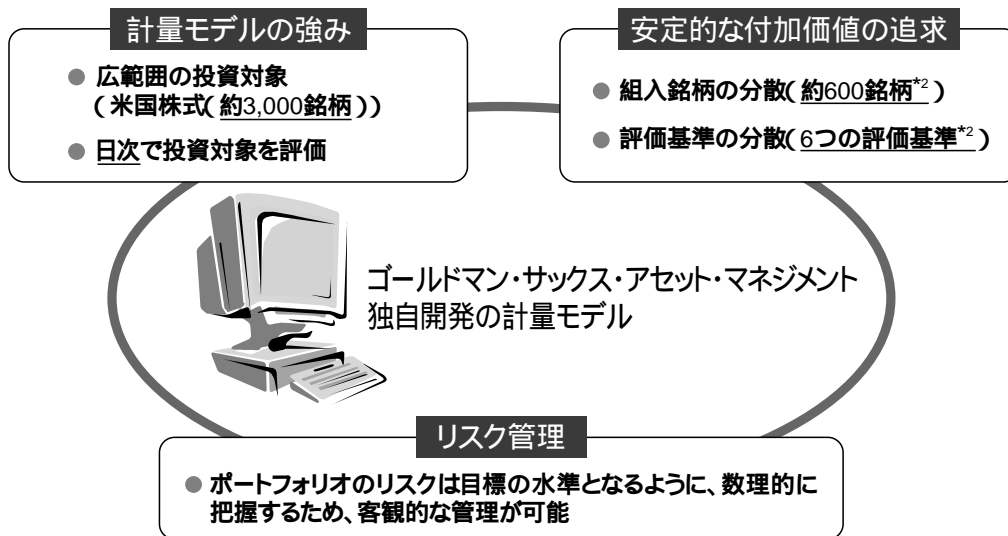 計量モデルの強み
● 広範囲の投資対象
(米国株式(約3,000銘柄))
● 日次で投資対象を評価
安定的な付加価値の追求
● 組入銘柄の分散(約600銘柄*2)
● 評価基準の分散(6つの評価基準*2)
ゴールドマン・サックス・アセット・マネジメント
独自開発の計量モデル
リスク管理
● ポートフォリオのリスクは目標の水準となるように、数理的に
把握するため、客観的な管理が可能